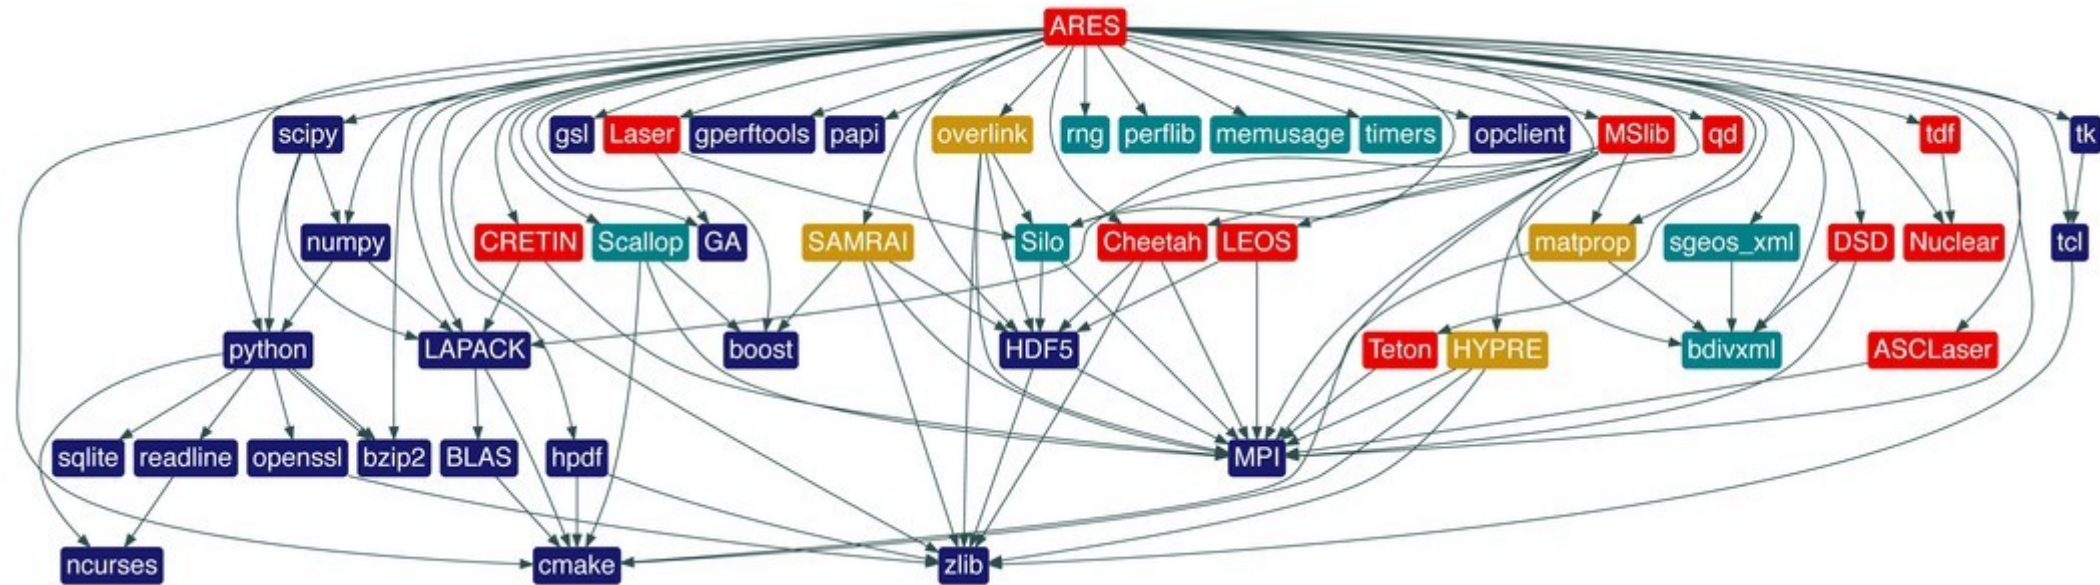 ARES
scipy
gsl
Laser
gperftools
papi
overlink
rng
perflib
memusage
timers
opclient
MSlib
qd
tdf
tk
numpy
CRETIN
Scallop
GA
SAMRAI
Silo
Cheetah
LEOS
matprop
sgeos_xml
DSD
Nuclear
tcl
python
LAPACK
boost
HDF5
Teton
HYPRE
bdivxml
ASCLaser
sqlite
readline
openssl
bzip2
BLAS
hpdf
MPI
ncurses
cmake
zlib